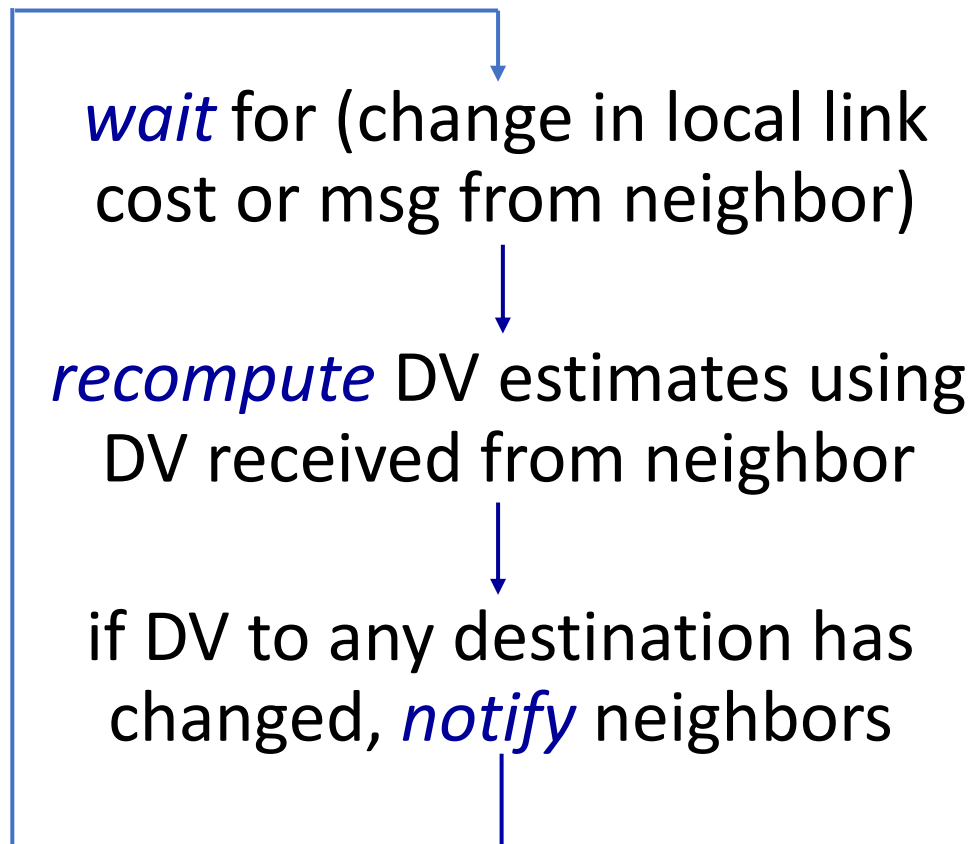 wait for (change in local link
cost or msg from neighbor)
recompute DV estimates using
DV received from neighbor
if DV to any destination has
changed, notify neighbors